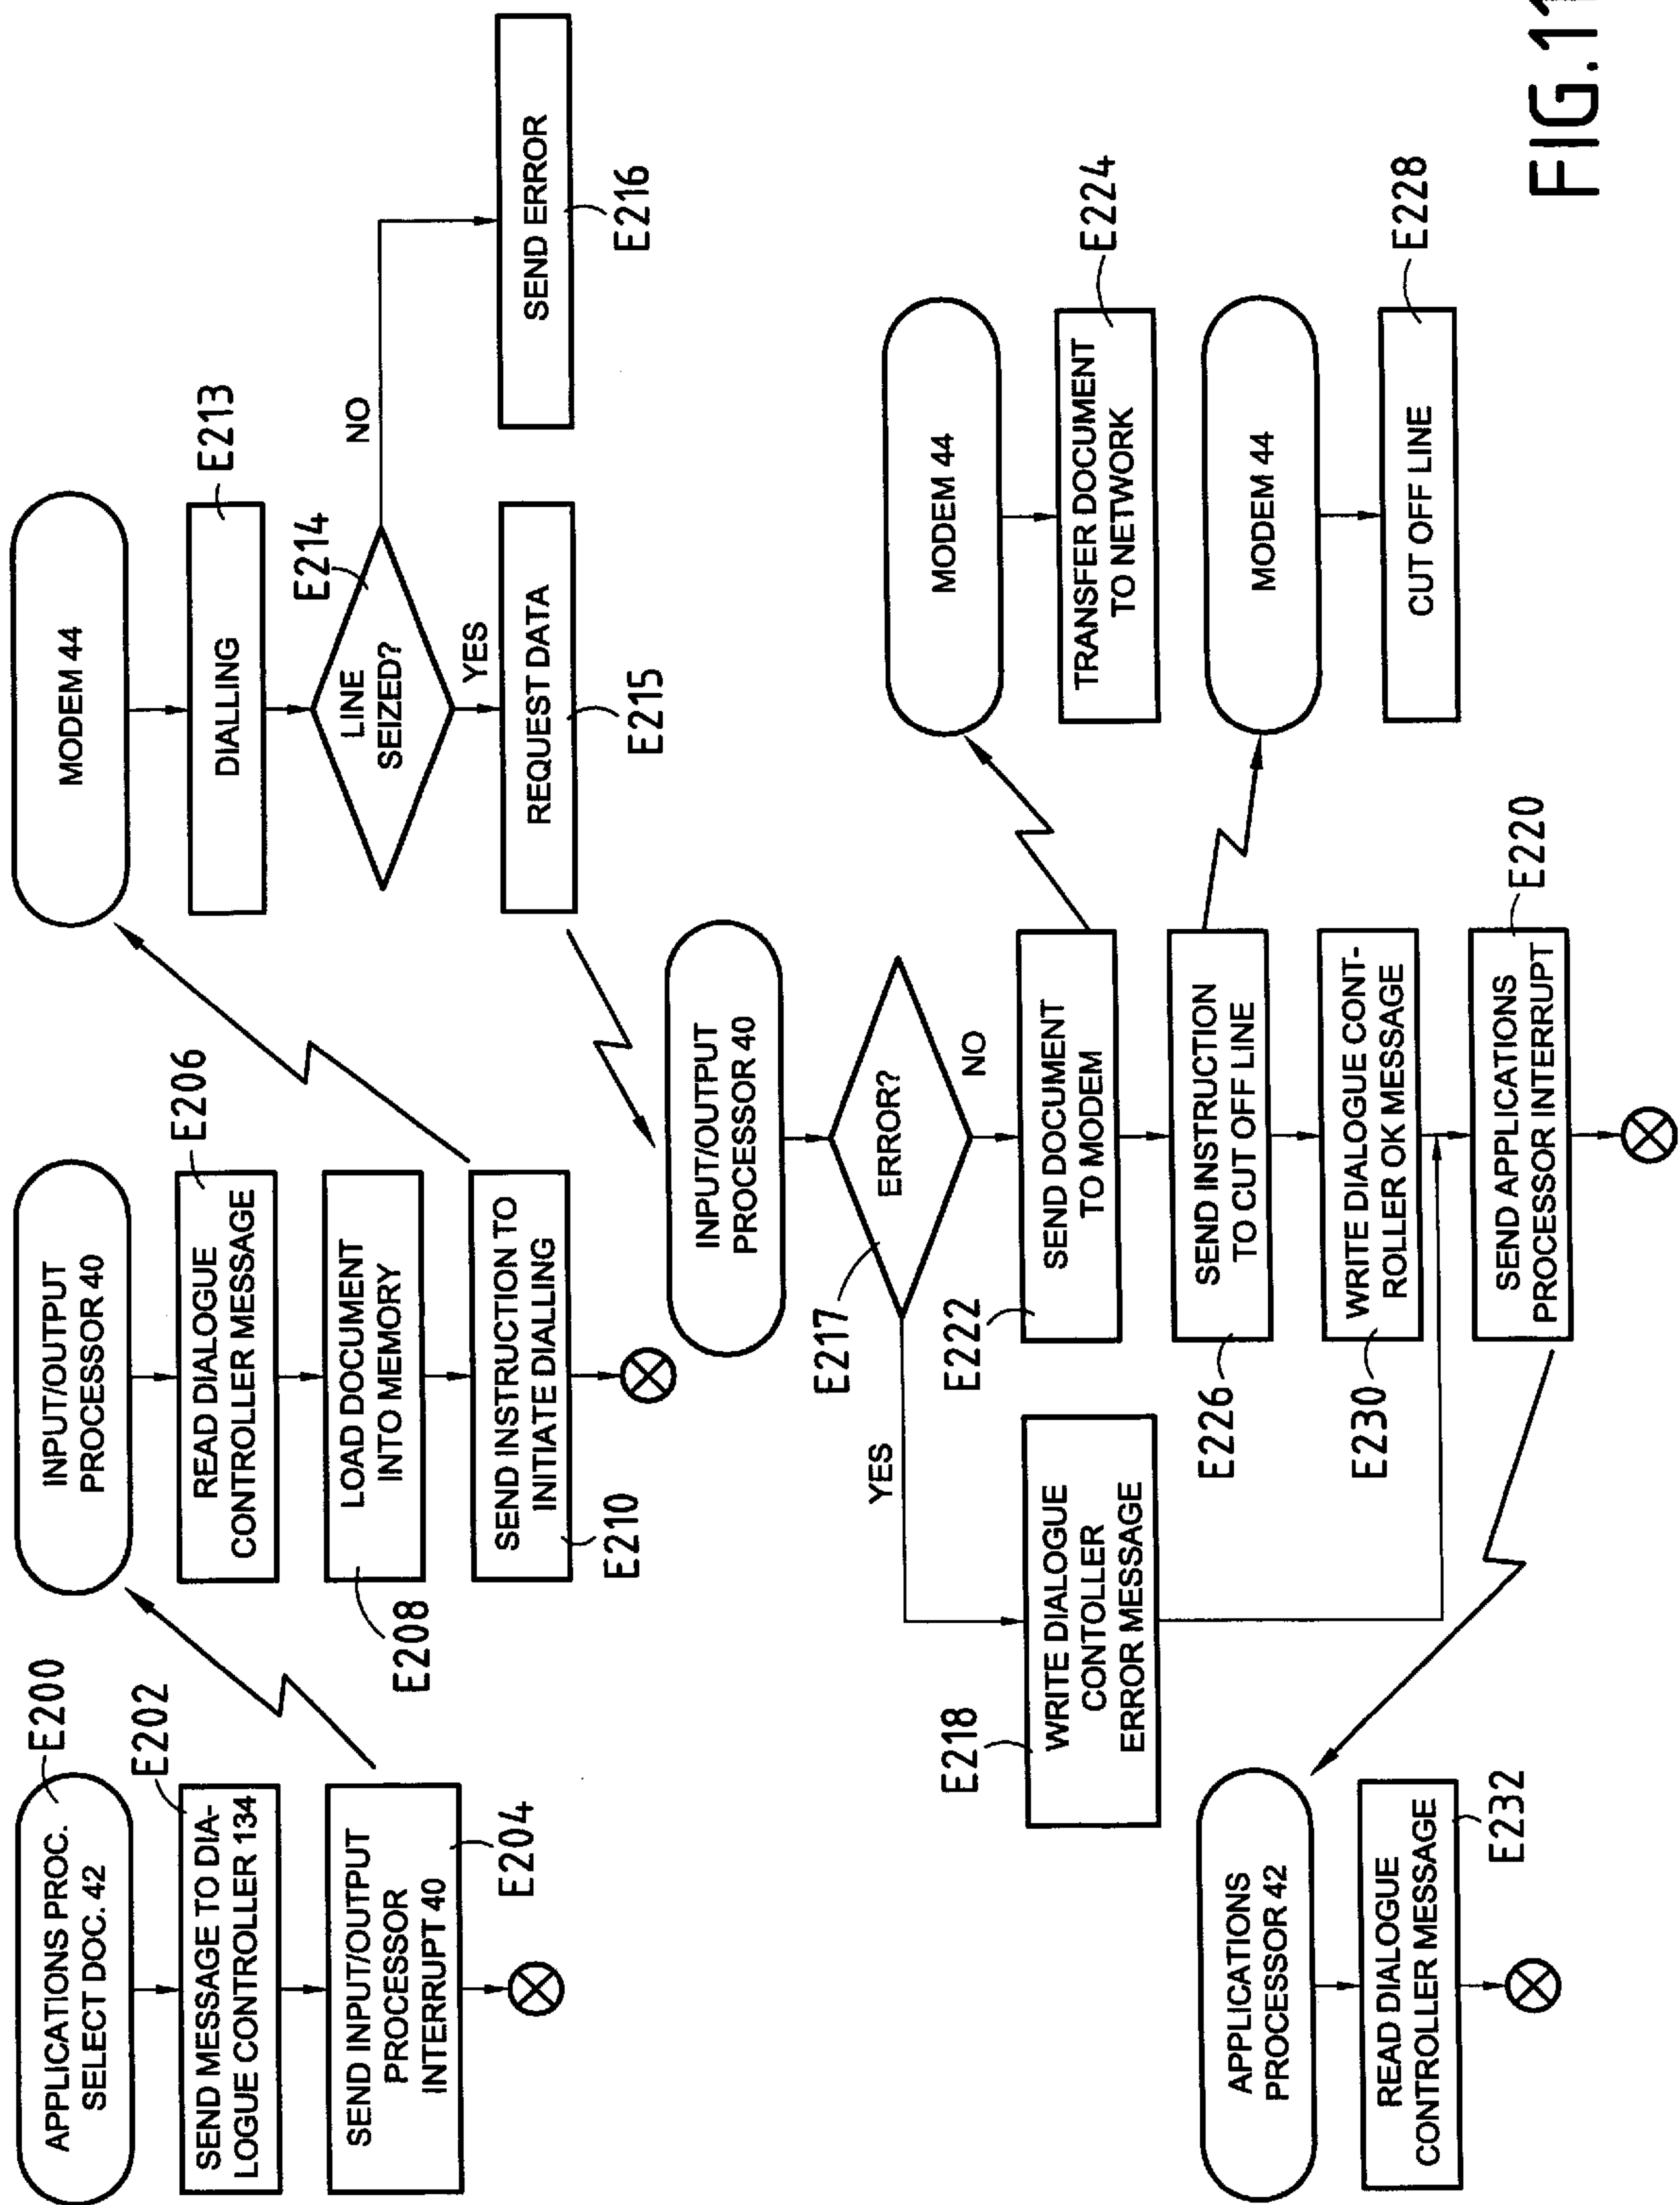 APPLICATIONS PROC.
SELECT DOC. 42
E200
SEND MESSAGE TO DIA-
LOGUE CONTROLLER 134
E202
SEND INPUT/OUTPUT
PROCESSOR
INTERRUPT 40
E204
INPUT/OUTPUT
PROCESSOR 40
READ DIALOGUE
CONTROLLER MESSAGE
E206
LOAD DOCUMENT
INTO MEMORY
E208
SEND INSTRUCTION TO
INITIATE DIALLING
E210
MODEM 44
DIALLING
E213
LINE
SEIZED?
E214
NO
YES
REQUEST DATA
E215
SEND ERROR
E216
INPUT/OUTPUT
PROCESSOR 40
ERROR?
E217
YES
NO
WRITE DIALOGUE
CONTOLLER
ERROR MESSAGE
E218
SEND DOCUMENT
TO MODEM
E222
SEND INSTRUCTION
TO CUT OFF LINE
E226
WRITE DIALOGUE CONT-
ROLLER OK MESSAGE
E230
SEND APPLICATIONS
PROCESSOR INTERRUPT
E220
MODEM 44
TRANSFER DOCUMENT
TO NETWORK
E224
MODEM 44
CUT OFF LINE
E228
APPLICATIONS
PROCESSOR 42
READ DIALOGUE
CONTROLLER MESSAGE
E232
FIG.11